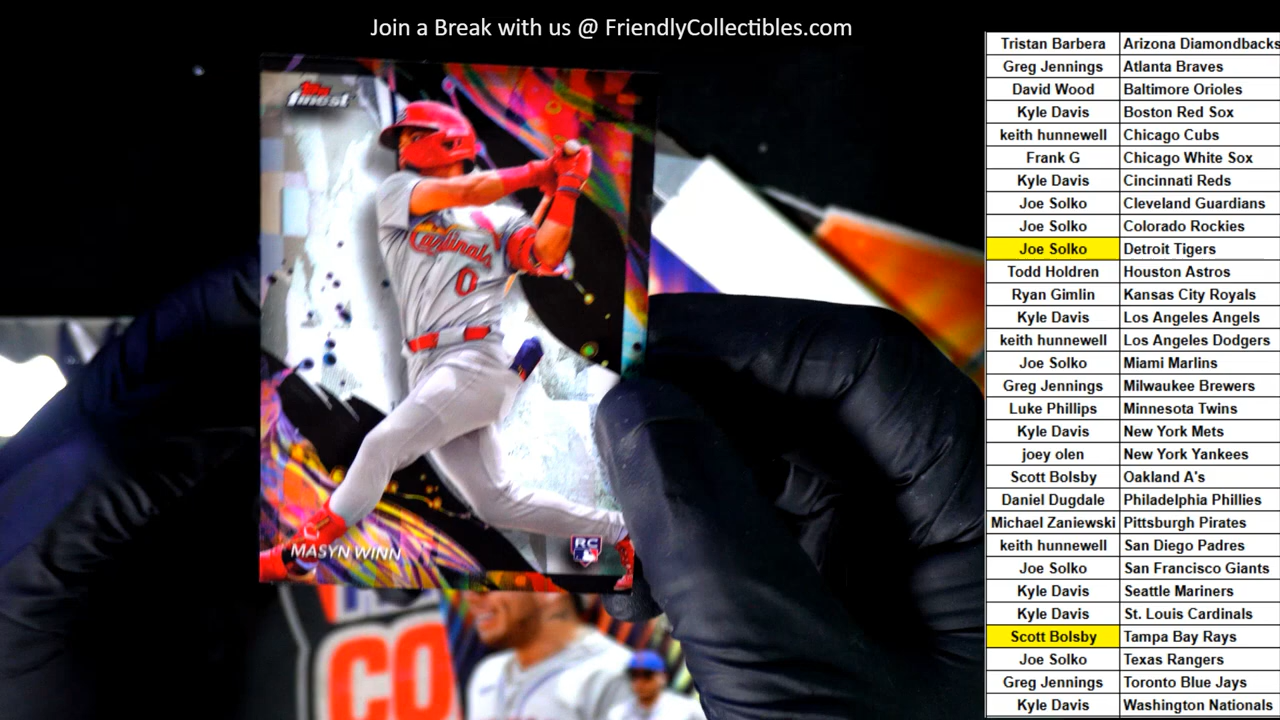 Join a Break with us @ FriendlyCollectibles.com
Topps
finest
Cardinals
0
MASYN WINN
RC
CO
Tristan Barbera Arizona Diamondbacks
Greg Jennings Atlanta Braves
David Wood Baltimore Orioles
Kyle Davis Boston Red Sox
keith hunnewell Chicago Cubs
Frank G Chicago White Sox
Kyle Davis Cincinnati Reds
Joe Solko Cleveland Guardians
Joe Solko Colorado Rockies
Joe Solko Detroit Tigers
Todd Holdren Houston Astros
Ryan Gimlin Kansas City Royals
Kyle Davis Los Angeles Angels
keith hunnewell Los Angeles Dodgers
Joe Solko Miami Marlins
Greg Jennings Milwaukee Brewers
Luke Phillips Minnesota Twins
Kyle Davis New York Mets
joey olen New York Yankees
Scott Bolsby Oakland A's
Daniel Dugdale Philadelphia Phillies
Michael Zaniewski Pittsburgh Pirates
keith hunnewell San Diego Padres
Joe Solko San Francisco Giants
Kyle Davis Seattle Mariners
Kyle Davis St. Louis Cardinals
Scott Bolsby Tampa Bay Rays
Joe Solko Texas Rangers
Greg Jennings Toronto Blue Jays
Kyle Davis Washington Nationals